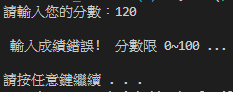 請輸入您的分數：120
輸入成績錯誤! 分數限 0~100 ...
請按任意鍵繼續 . . .